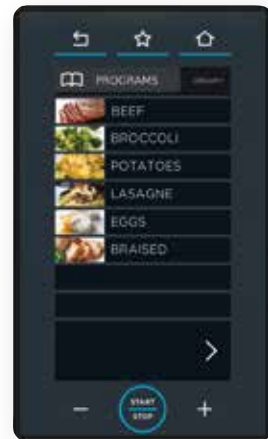 PROGRAMS
BEEF
BROCCOLI
POTATOES
LASAGNE
EGGS
BRAISED
START
STOP